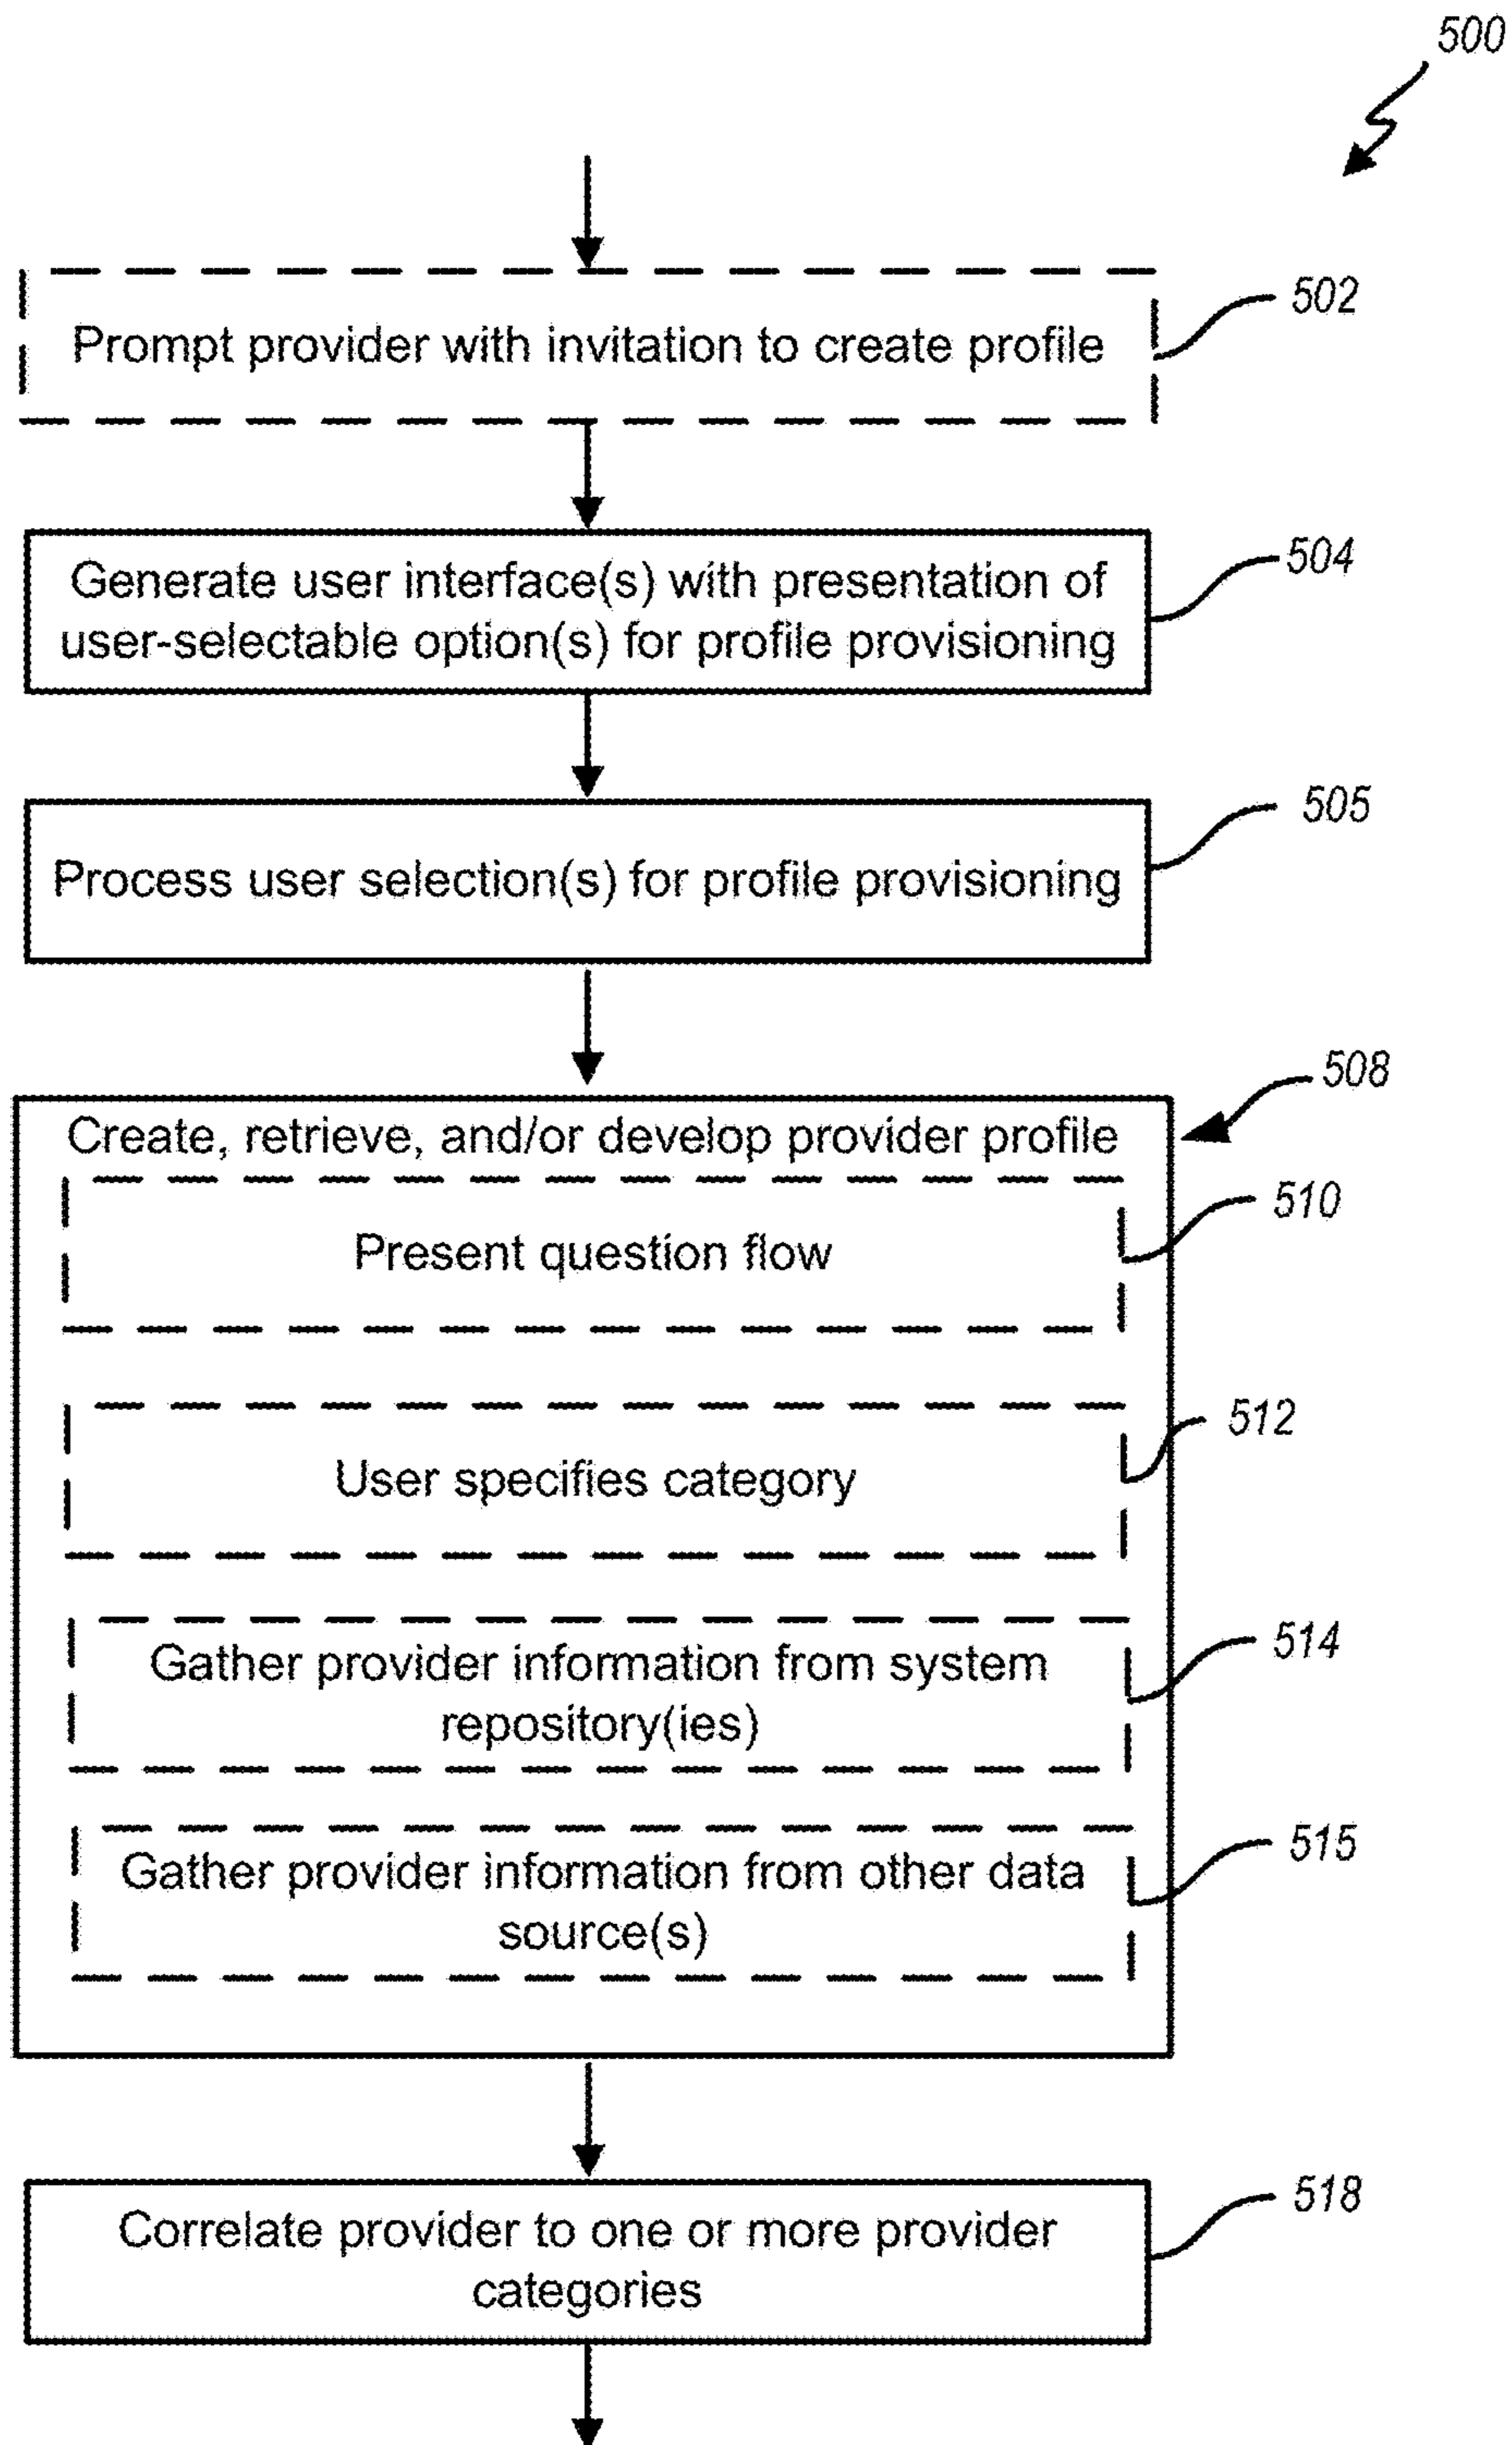 500
Prompt provider with invitation to create profile
502
Generate user interface(s) with presentation of
user-selectable option(s) for profile provisioning
504
Process user selection(s) for profile provisioning
505
Create, retrieve, and/or develop provider profile
508
Present question flow
510
User specifies category
512
Gather provider information from system
repository(ies)
514
Gather provider information from other data
source(s)
515
Correlate provider to one or more provider
categories
518